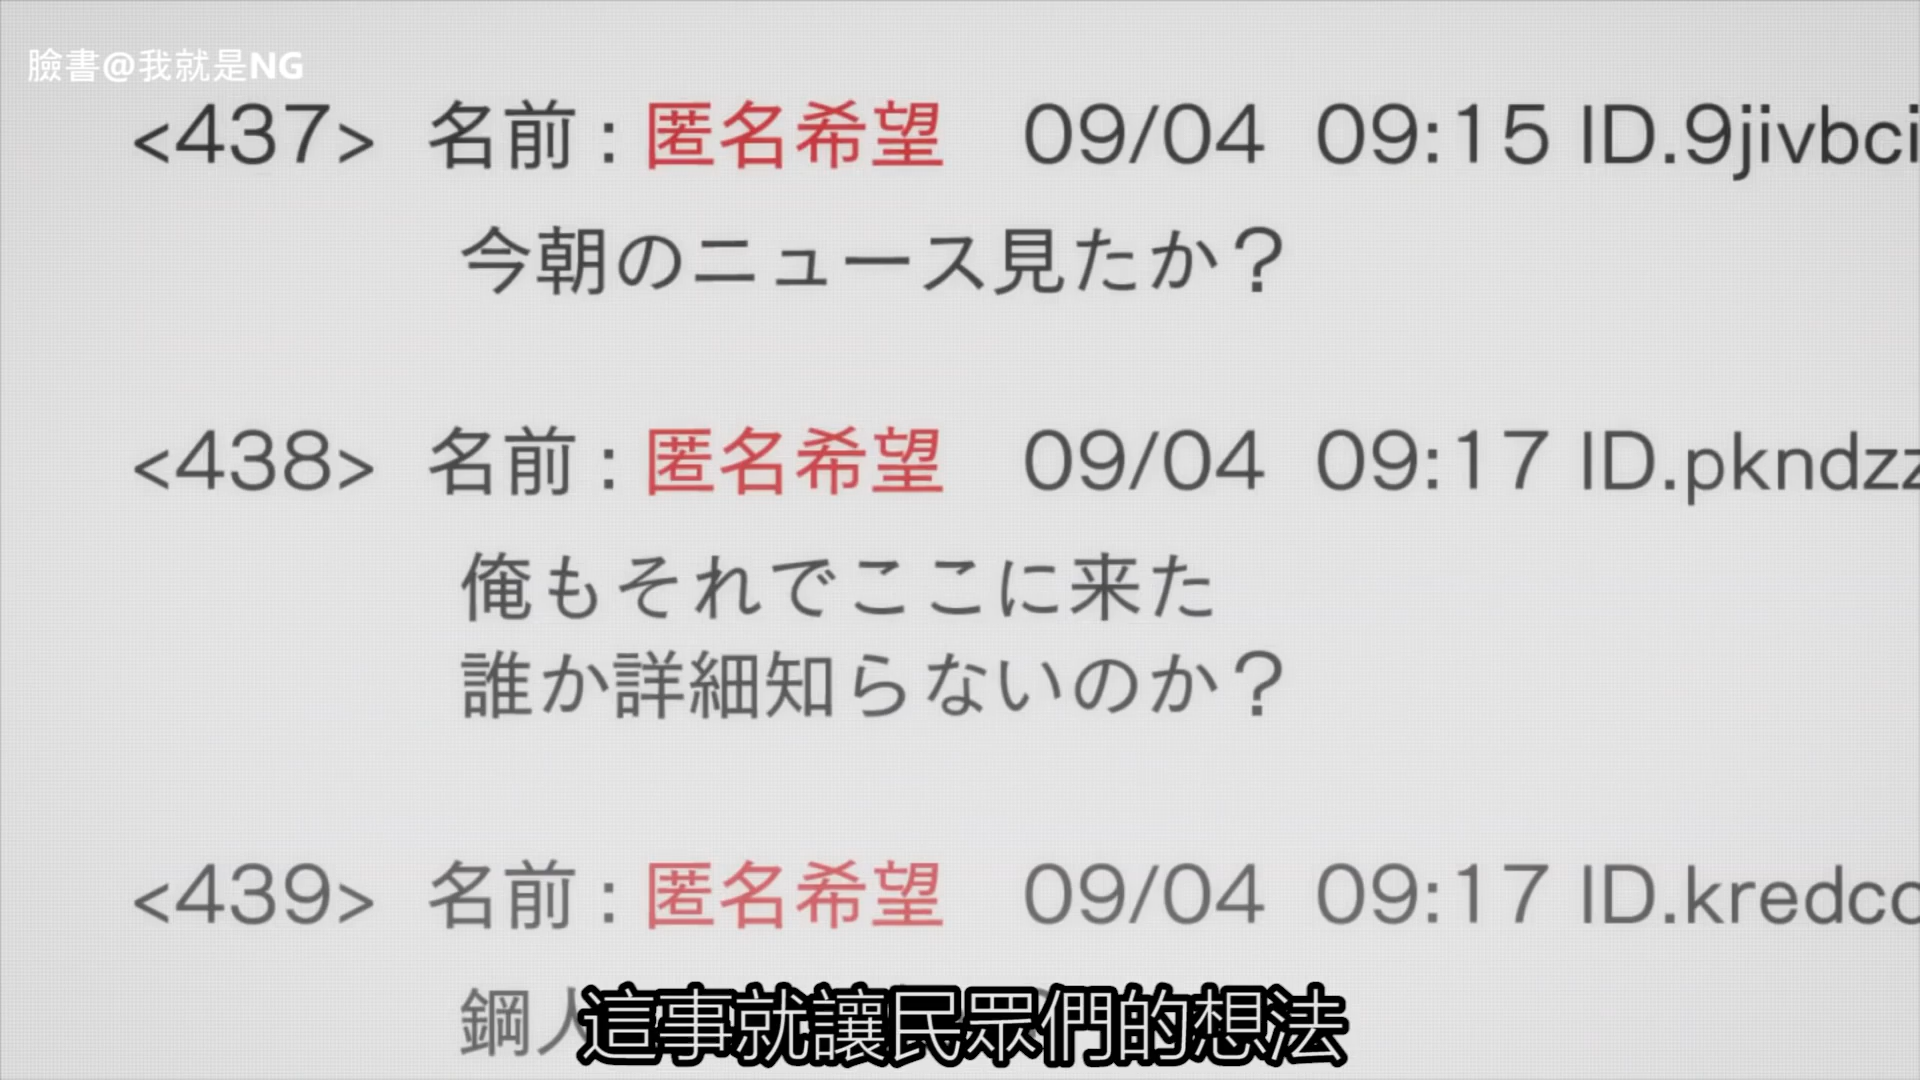 臉書@我就是NG
<437> 名前：匿名希望 09/04 09:15 ID.9jivbci
今朝のニュース見たか？
<438> 名前：匿名希望 09/04 09:17 ID.pkndzz
俺もそれでここに来た
誰か詳細知らないのか？
<439> 名前：匿名希望 09/04 09:17 ID.kredco
鋼人
這事就讓民眾們的想法